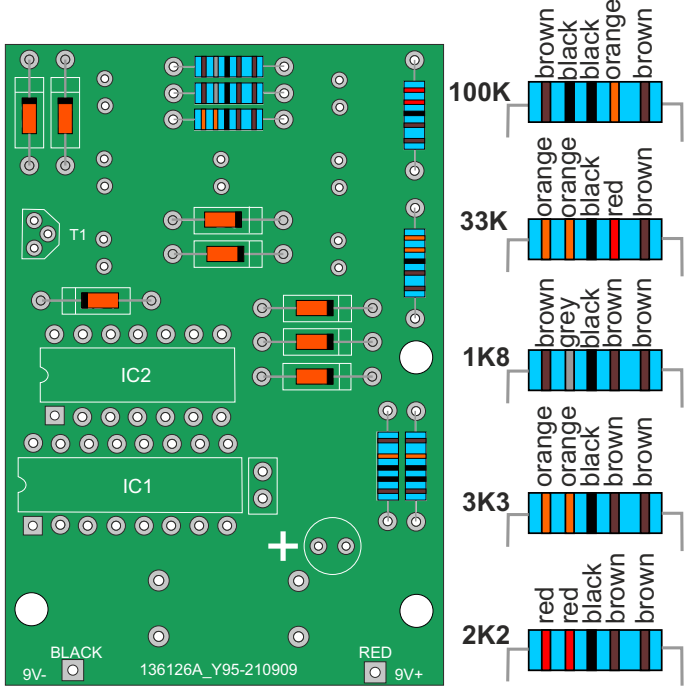 T1
IC2
IC1
+
BLACK
9V-
136126A_Y95-210909
RED
9V+
brown
black
black
orange
brown
100K
orange
orange
black
red
brown
33K
brown
grey
black
brown
brown
1K8
orange
orange
black
brown
brown
3K3
red
red
black
brown
brown
2K2